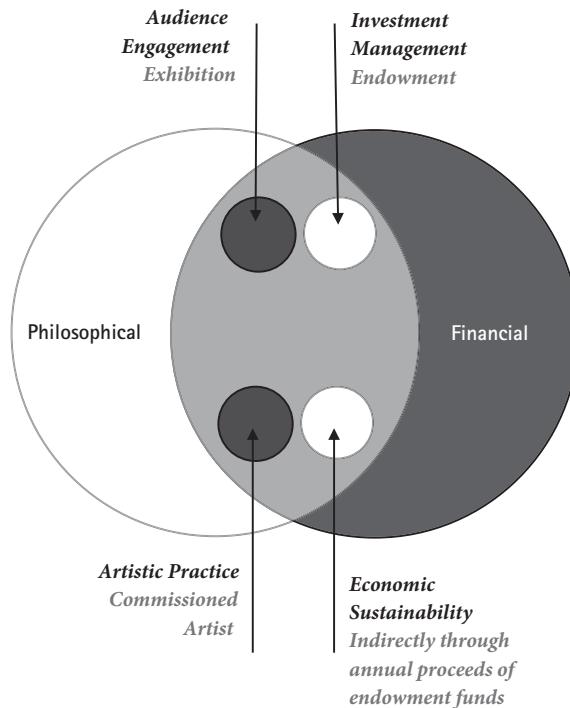 Audience
Engagement
Exhibition
Investment
Management
Endowment
Philosophical
Financial
Artistic Practice
Commissioned
Artist
Economic
Sustainability
Indirectly through
annual proceeds of
endowment funds